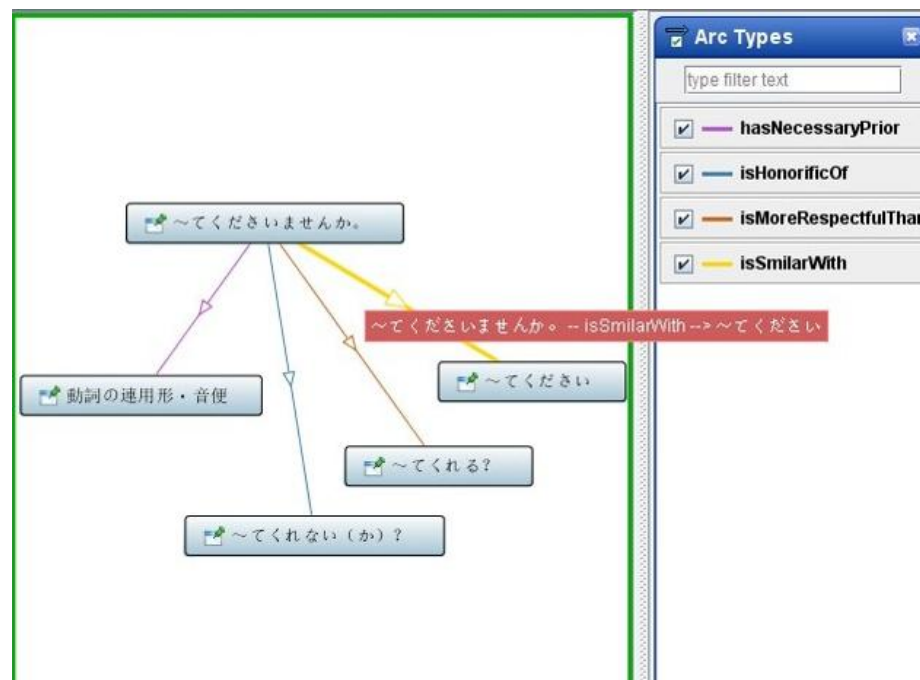 ～てくださいませんか。
～てくださいませんか。 -- isSmilarWith --> ～てください
～てください
動詞の連用形・音便
～てくれる？
～てくれない（か）？
Arc Types
type filter text
hasNecessaryPrior
isHonorificOf
isMoreRespectfulThan
isSmilarWith